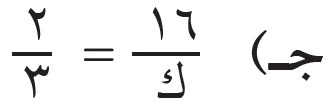 جـ) ١٦/ك = ٢/٣